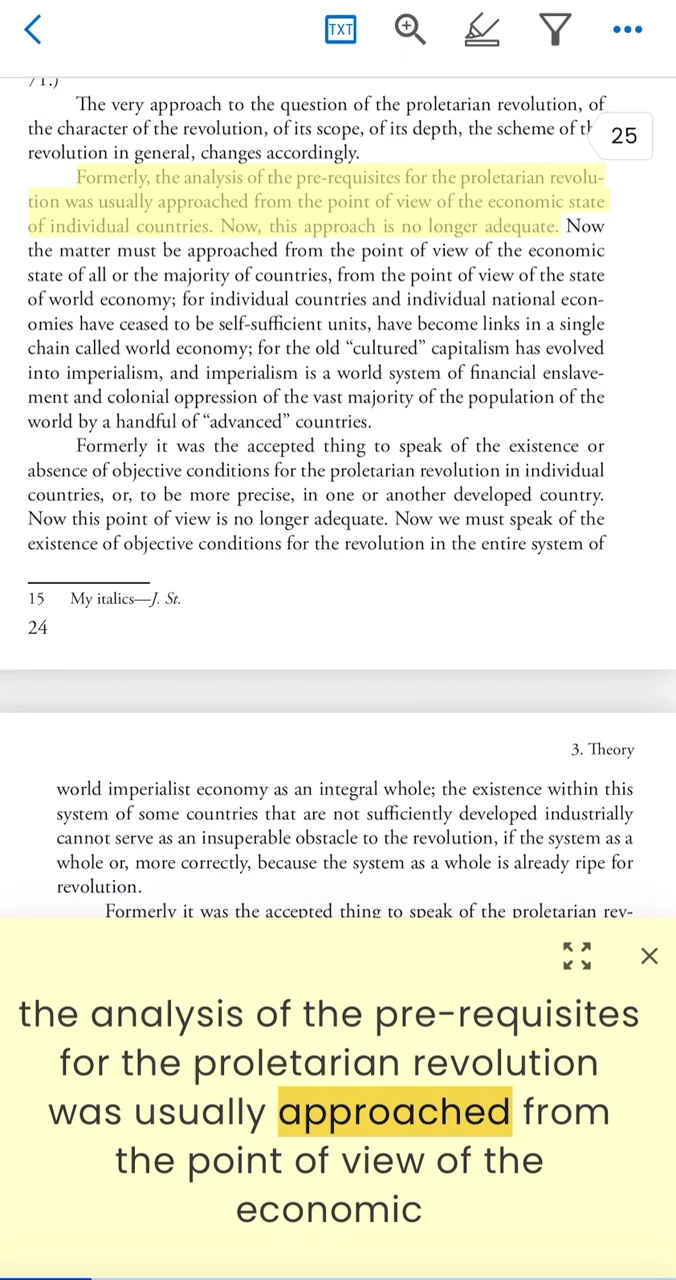 TXT
71.)
The very approach to the question of the proletarian revolution, of
the character of the revolution, of its scope, of its depth, the scheme of
25
revolution in general, changes accordingly.
Formerly, the analysis of the pre-requisites for the proletarian revolu-
tion was usually approached from the point of view of the economic state
of individual countries. Now, this approach is no longer adequate. Now
the matter must be approached from the point of view of the economic
state of all or the majority of countries, from the point of view of the state
of world economy; for individual countries and individual national econ-
omies have ceased to be self-sufficient units, have become links in a single
chain called world economy; for the old “cultured” capitalism has evolved
into imperialism, and imperialism is a world system of financial enslave-
ment and colonial oppression of the vast majority of the population of the
world by a handful of “advanced” countries.
Formerly it was the accepted thing to speak of the existence or
absence of objective conditions for the proletarian revolution in individual
countries, or, to be more precise, in one or another developed country.
Now this point of view is no longer adequate. Now we must speak of the
existence of objective conditions for the revolution in the entire system of
15 My italics—J. St.
24
3. Theory
world imperialist economy as an integral whole; the existence within this
system of some countries that are not sufficiently developed industrially
cannot serve as an insuperable obstacle to the revolution, if the system as a
whole or, more correctly, because the system as a whole is already ripe for
revolution.
Formerly it was the accepted thing to speak of the proletarian rev-
the analysis of the pre-requisites
for the proletarian revolution
was usually approached from
the point of view of the
economic